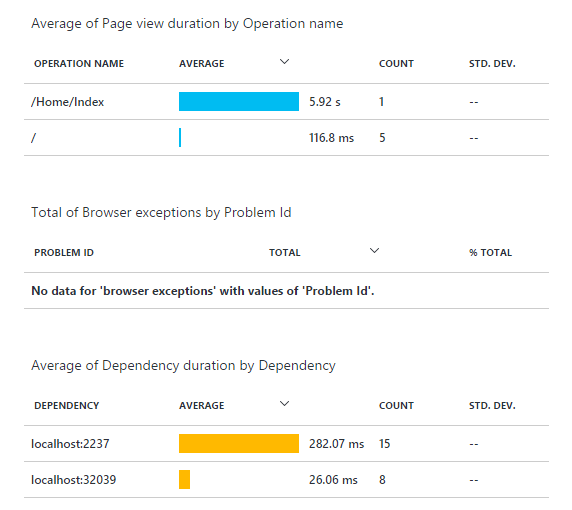 Average of Page view duration by Operation name
OPERATION NAME AVERAGE COUNT STD. DEV.
/Home/Index 5.92 s 1 --
/ 116.8 ms 5 --
Total of Browser exceptions by Problem Id
PROBLEM ID TOTAL % TOTAL
No data for 'browser exceptions' with values of 'Problem Id'.
Average of Dependency duration by Dependency
DEPENDENCY AVERAGE COUNT STD. DEV.
localhost:2237 282.07 ms 15 --
localhost:32039 26.06 ms 8 --